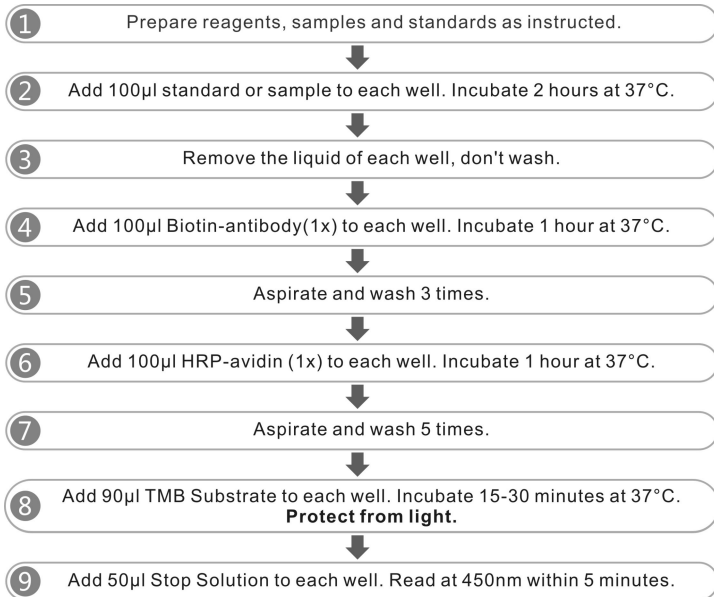 1 Prepare reagents, samples and standards as instructed.
2 Add 100μl standard or sample to each well. Incubate 2 hours at 37°C.
3 Remove the liquid of each well, don't wash.
4 Add 100μl Biotin-antibody(1x) to each well. Incubate 1 hour at 37°C.
5 Aspirate and wash 3 times.
6 Add 100μl HRP-avidin (1x) to each well. Incubate 1 hour at 37°C.
7 Aspirate and wash 5 times.
8 Add 90μl TMB Substrate to each well. Incubate 15-30 minutes at 37°C.
Protect from light.
9 Add 50μl Stop Solution to each well. Read at 450nm within 5 minutes.